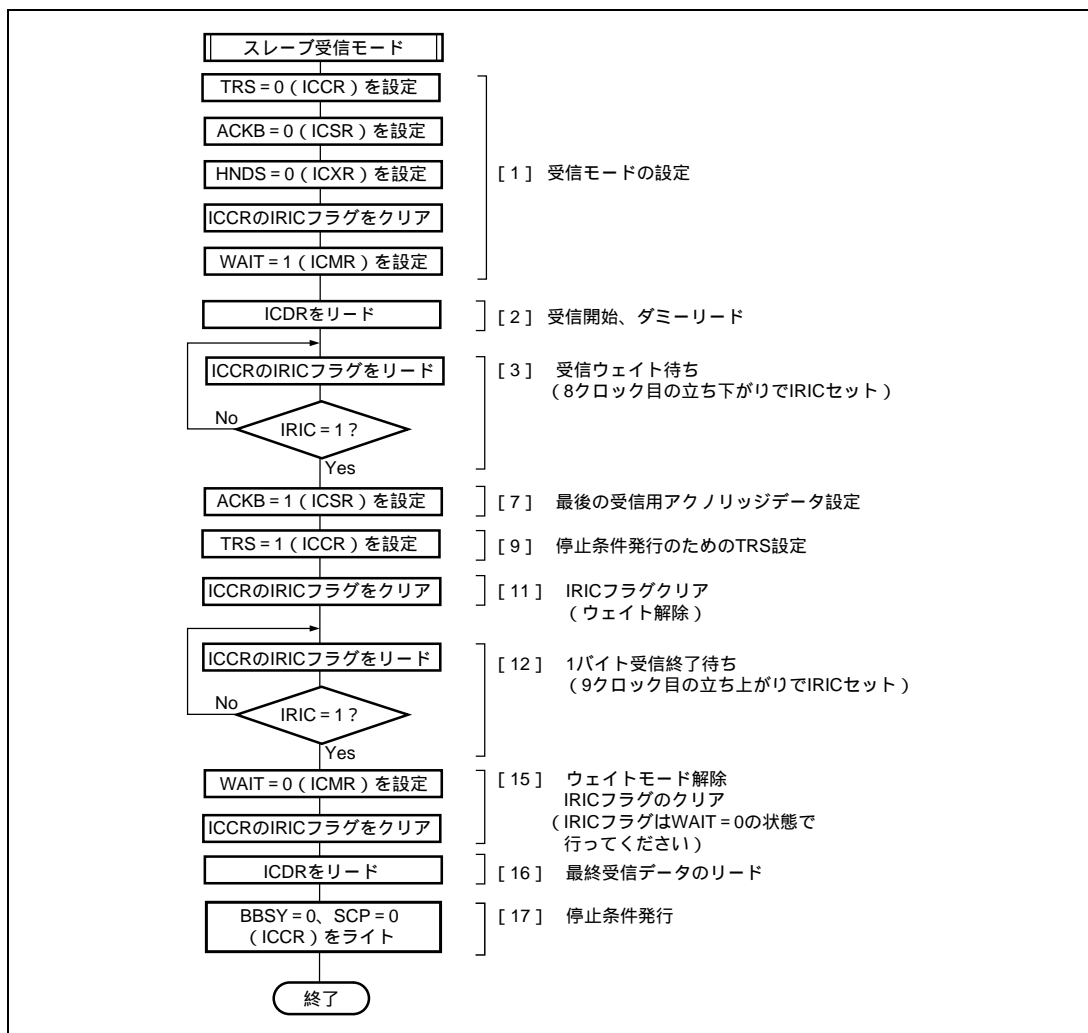 スレーブ受信モード
TRS = 0 ( ICCR ) を設定
ACKB = 0 ( ICSR ) を設定
HNDS = 0 ( ICXR ) を設定
[ 1 ] 受信モードの設定
ICCRのIRICフラグをクリア
WAIT = 1 ( ICMR ) を設定
ICDRをリード
[ 2 ] 受信開始、ダミーリード
ICCRのIRICフラグをリード
[ 3 ] 受信ウェイト待ち
( 8クロック目の立ち下がりでIRICセット )
No
IRIC = 1 ?
Yes
ACKB = 1 ( ICSR ) を設定
[ 7 ] 最後の受信用アクノリッジデータ設定
TRS = 1 ( ICCR ) を設定
[ 9 ] 停止条件発行のためのTRS設定
ICCRのIRICフラグをクリア
[ 11 ] IRICフラグクリア
( ウェイト解除 )
ICCRのIRICフラグをリード
[ 12 ] 1バイト受信終了待ち
( 9クロック目の立ち上がりでIRICセット )
No
IRIC = 1 ?
Yes
WAIT = 0 ( ICMR ) を設定
[ 15 ] ウェイトモード解除
IRICフラグのクリア
ICCRのIRICフラグをクリア
( IRICフラグはWAIT = 0の状態で
行ってください )
ICDRをリード
[ 16 ] 最終受信データのリード
BBSY = 0、SCP = 0
( ICCR ) をライト
[ 17 ] 停止条件発行
終了